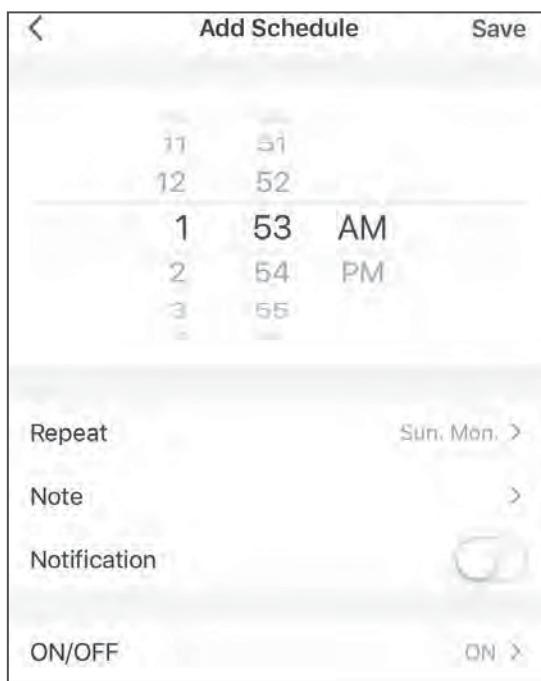 Add Schedule Save
11 51
12 52
1 53 AM
2 54 PM
3 55
Repeat Sun. Mon.
Note
Notification
ON/OFF ON